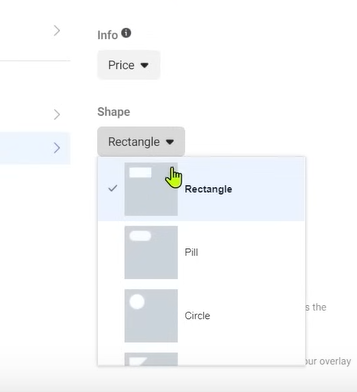 Info
Price
Shape
Rectangle
Rectangle
Pill
Circle
s the
our overlay